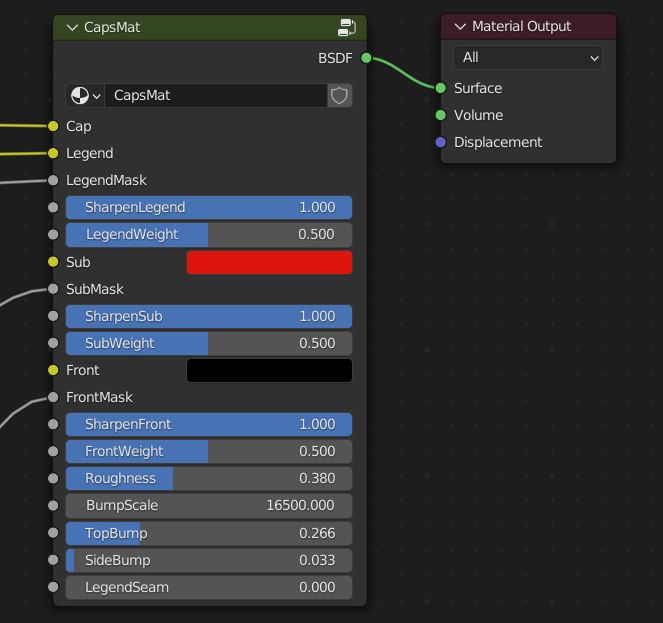 CapsMat
BSDF
CapsMat
Cap
Legend
LegendMask
SharpenLegend 1.000
LegendWeight 0.500
Sub
SubMask
SharpenSub 1.000
SubWeight 0.500
Front
FrontMask
SharpenFront 1.000
FrontWeight 0.500
Roughness 0.380
BumpScale 16500.000
TopBump 0.266
SideBump 0.033
LegendSeam 0.000
Material Output
All
Surface
Volume
Displacement